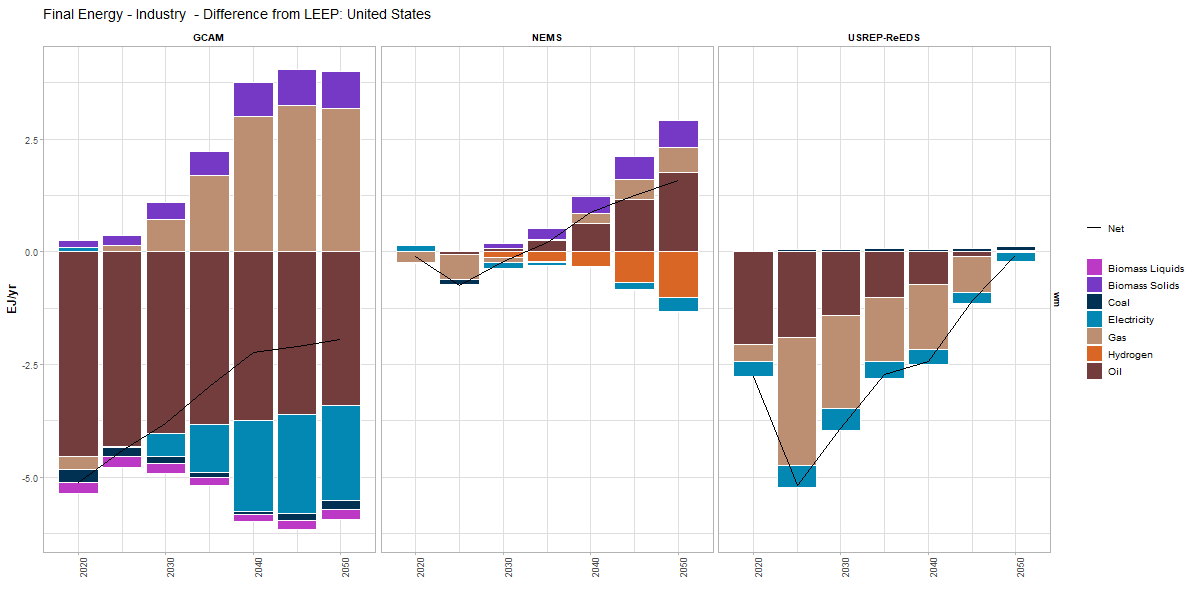 Final Energy - Industry - Difference from LEEP: United States
GCAM
NEMS
USREP-ReEDS
EJ/yr
2.5
0.0
-2.5
-5.0
2020
2030
2040
2050
2020
2030
2040
2050
2020
2030
2040
2050
wm
Net
Biomass Liquids
Biomass Solids
Coal
Electricity
Gas
Hydrogen
Oil